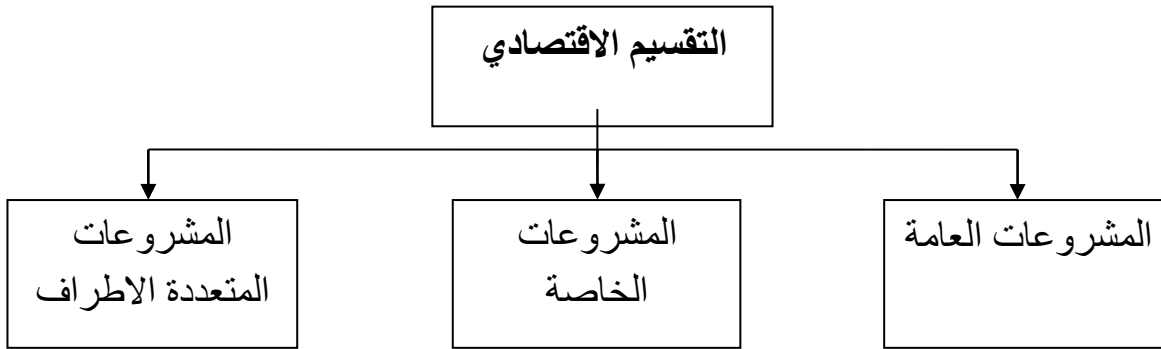 التقسيم الاقتصادي
المشروعات العامة
المشروعات
الخاصة
المشروعات
المتعددة الاطراف